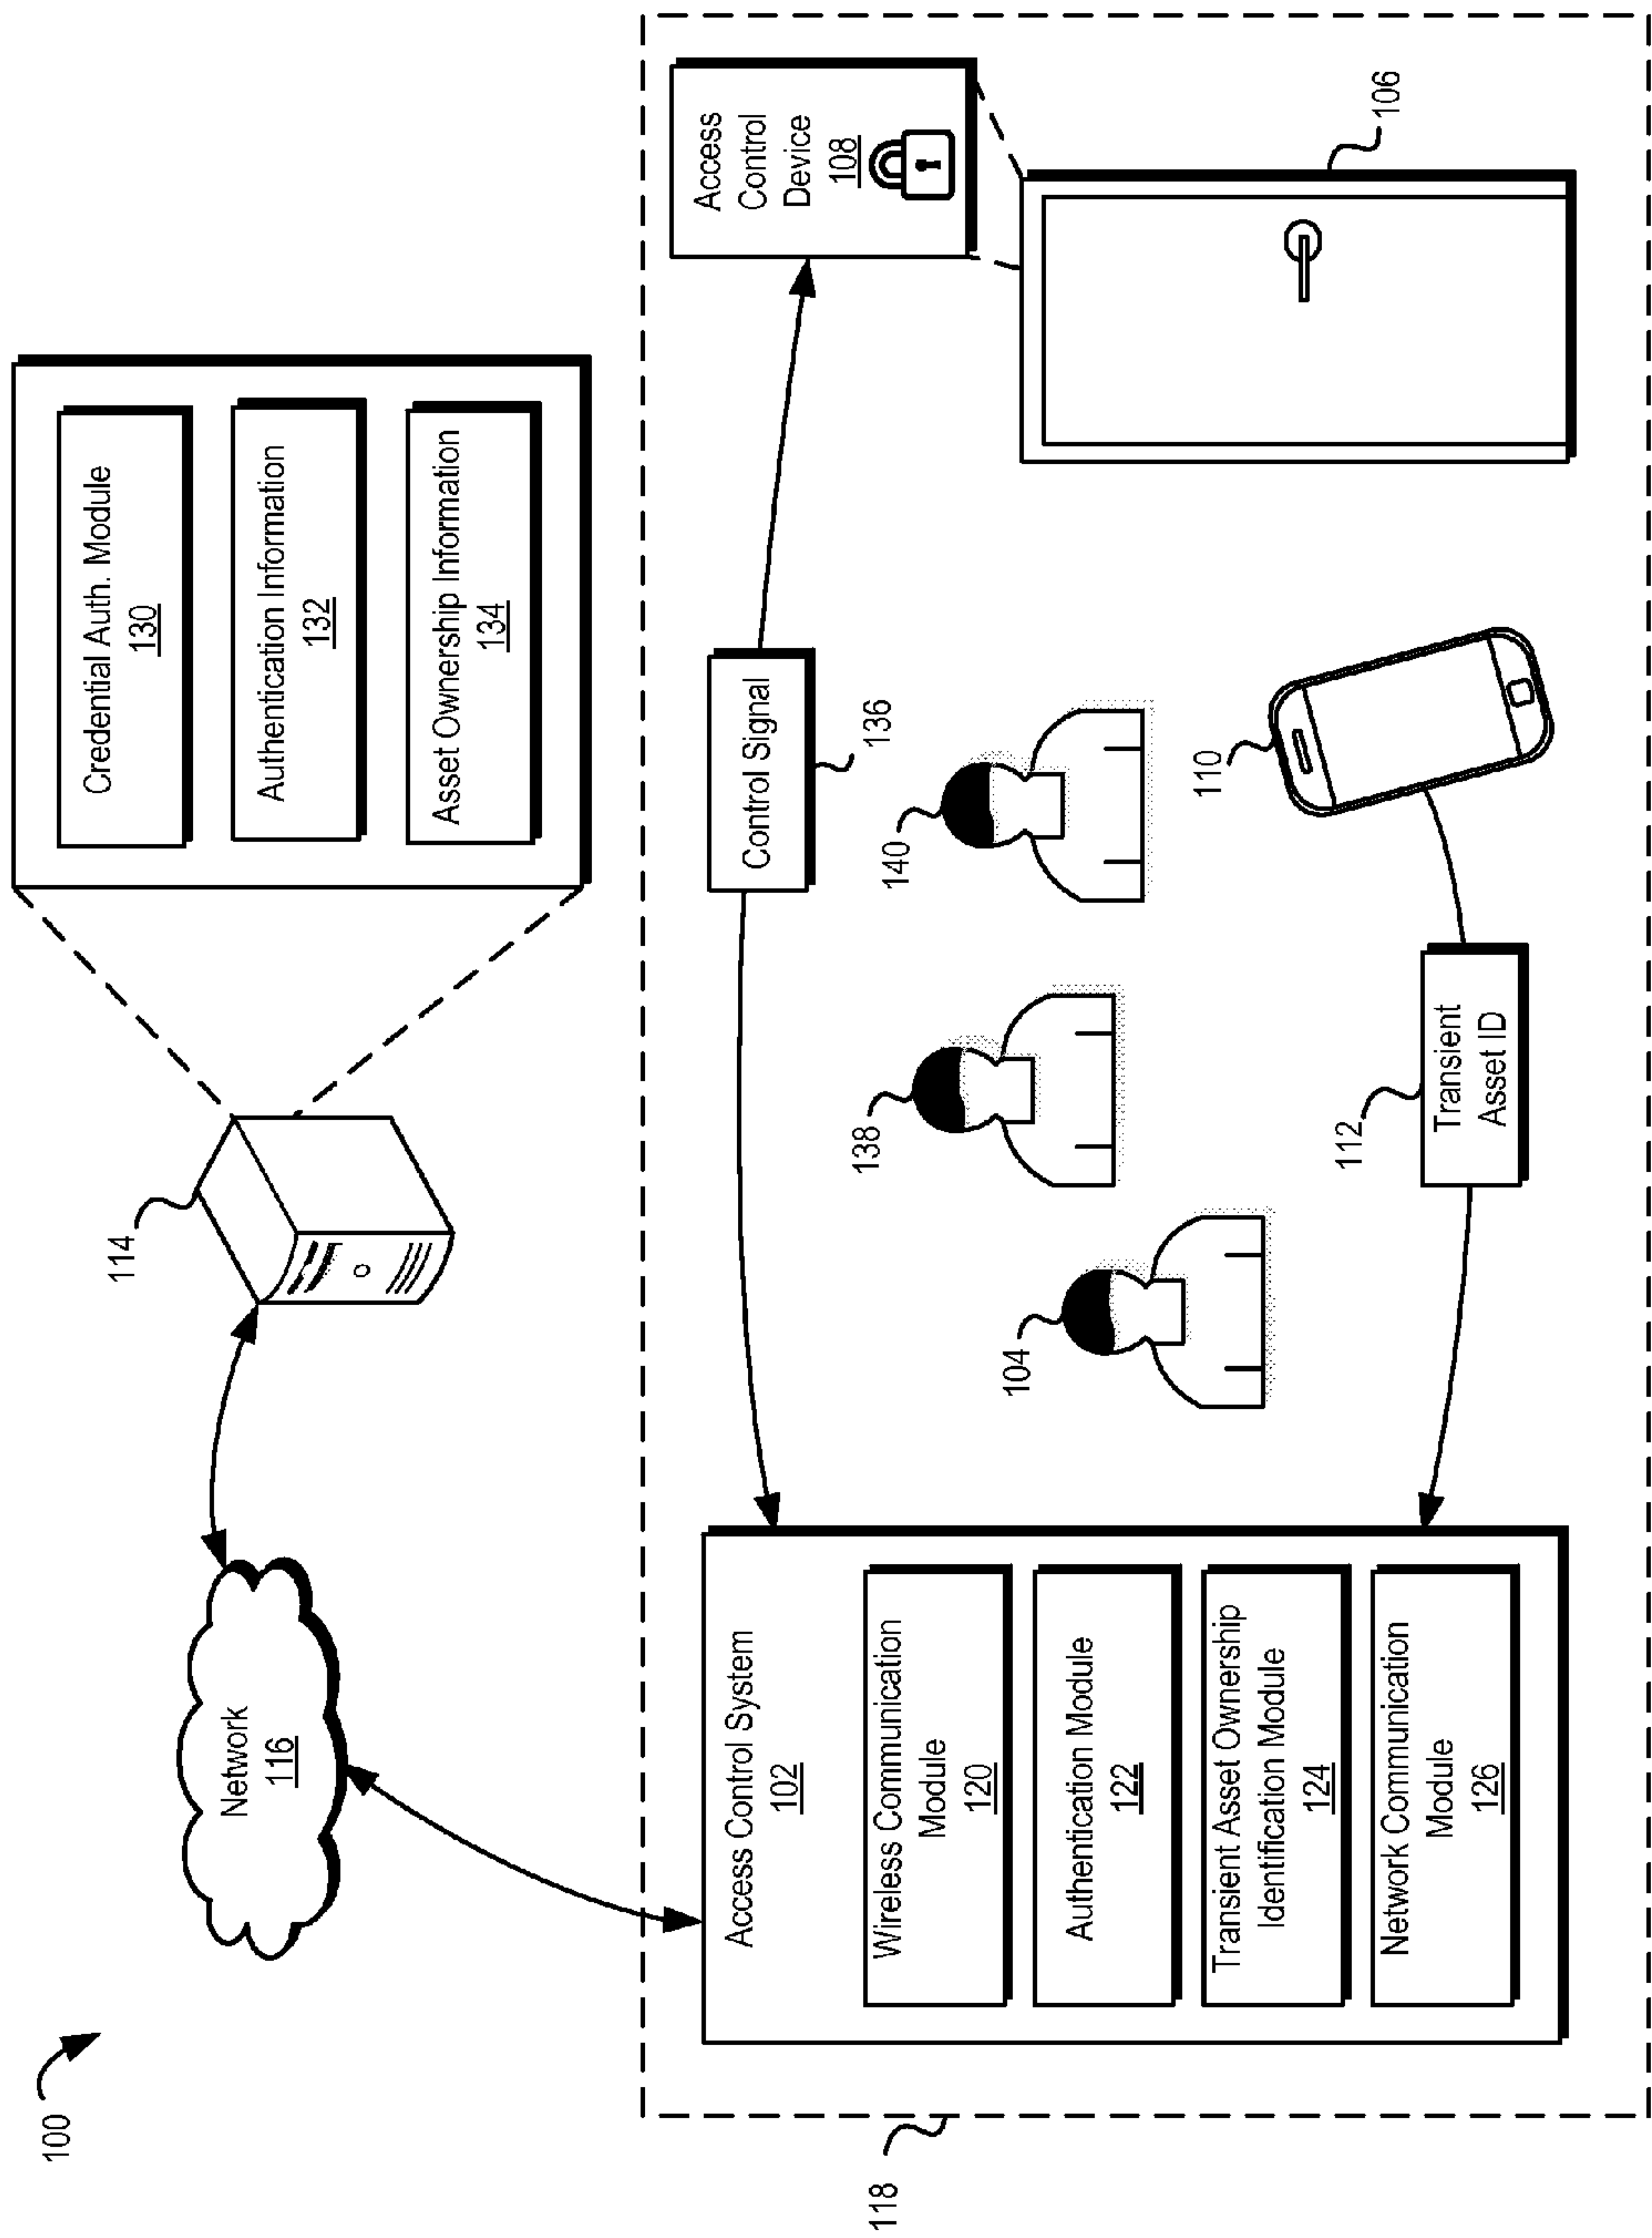 100
Network
116
114
Credential Auth. Module
130
Authentication Information
132
Asset Ownership Information
134
118
Access Control System
102
Wireless Communication
Module
120
Authentication Module
122
Transient Asset Ownership
Identification Module
124
Network Communication
Module
126
Control Signal
136
Access
Control
Device
108
104
138
140
106
110
112
Transient
Asset ID